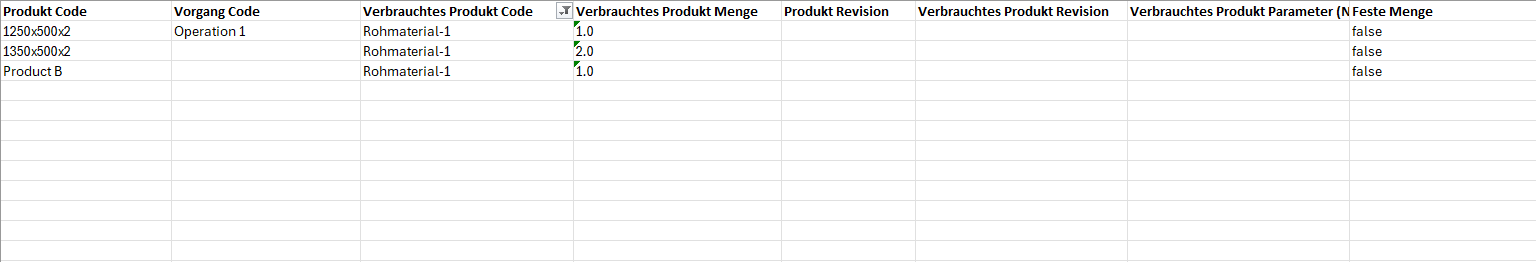 Produkt Code Vorgang Code Verbrauchtes Produkt Code Verbrauchtes Produkt Menge Produkt Revision Verbrauchtes Produkt Revision Verbrauchtes Produkt Parameter (N Feste Menge
1250x500x2 Operation 1 Rohmaterial-1 1.0 false
1350x500x2 Rohmaterial-1 2.0 false
Product B Rohmaterial-1 1.0 false